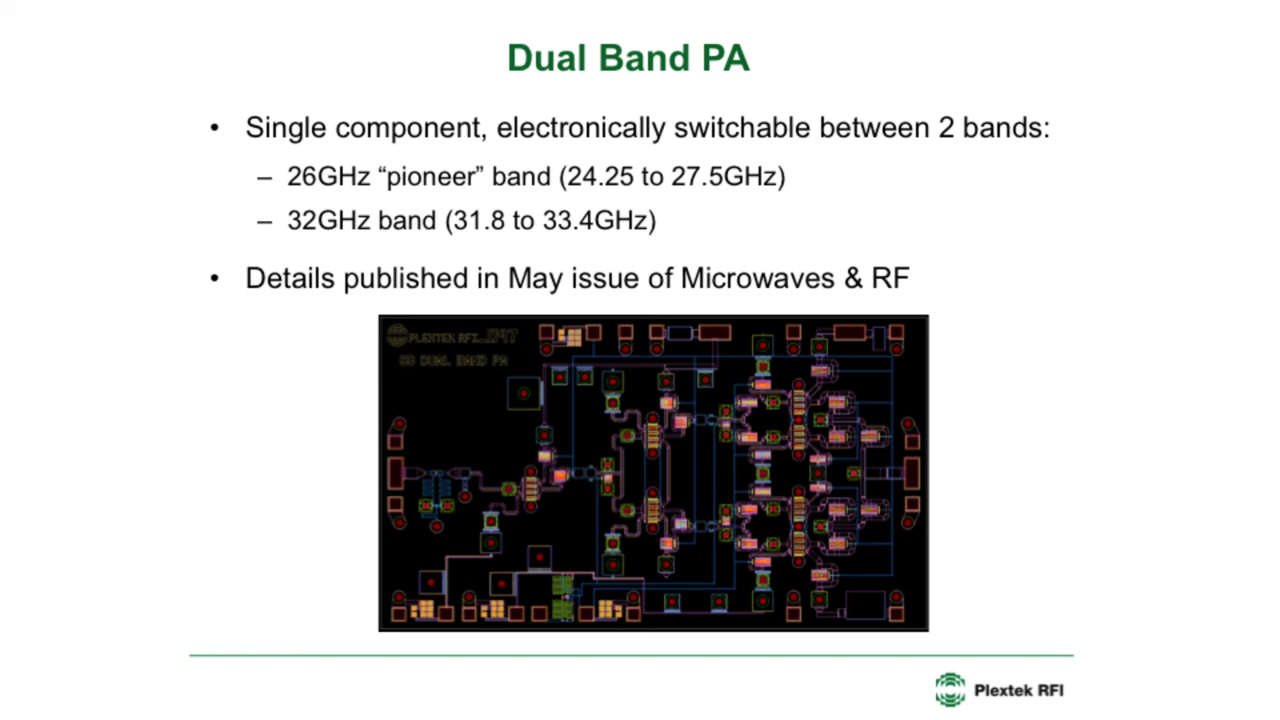 Dual Band PA
• Single component, electronically switchable between 2 bands:
– 26GHz “pioneer” band (24.25 to 27.5GHz)
– 32GHz band (31.8 to 33.4GHz)
• Details published in May issue of Microwaves & RF
PLEXTEK RFI
DUAL BAND PA
Plextek RFI